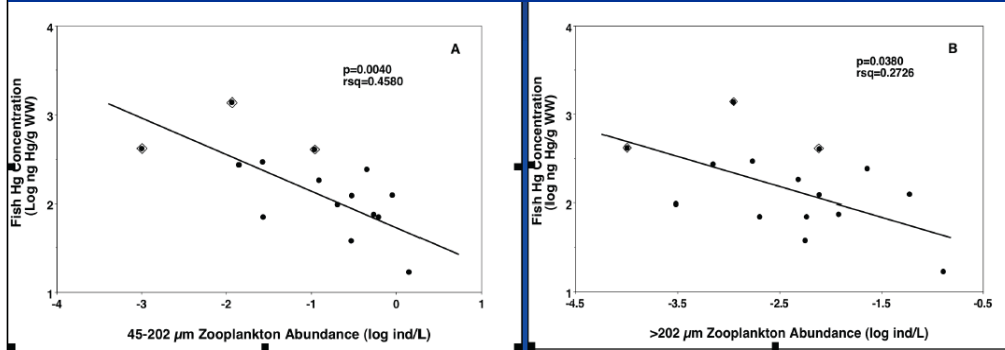 A
p=0.0040
rsq=0.4580
Fish Hg Concentration
(Log ng Hg/g WW)
4
3
2
1
-4
-3
-2
-1
0
1
45-202 µm Zooplankton Abundance (log ind/L)
B
p=0.0380
rsq=0.2726
Fish Hg Concentration
(log ng Hg/g WW)
4
3
2
1
-4.5
-3.5
-2.5
-1.5
-0.5
>202 µm Zooplankton Abundance (log ind/L)